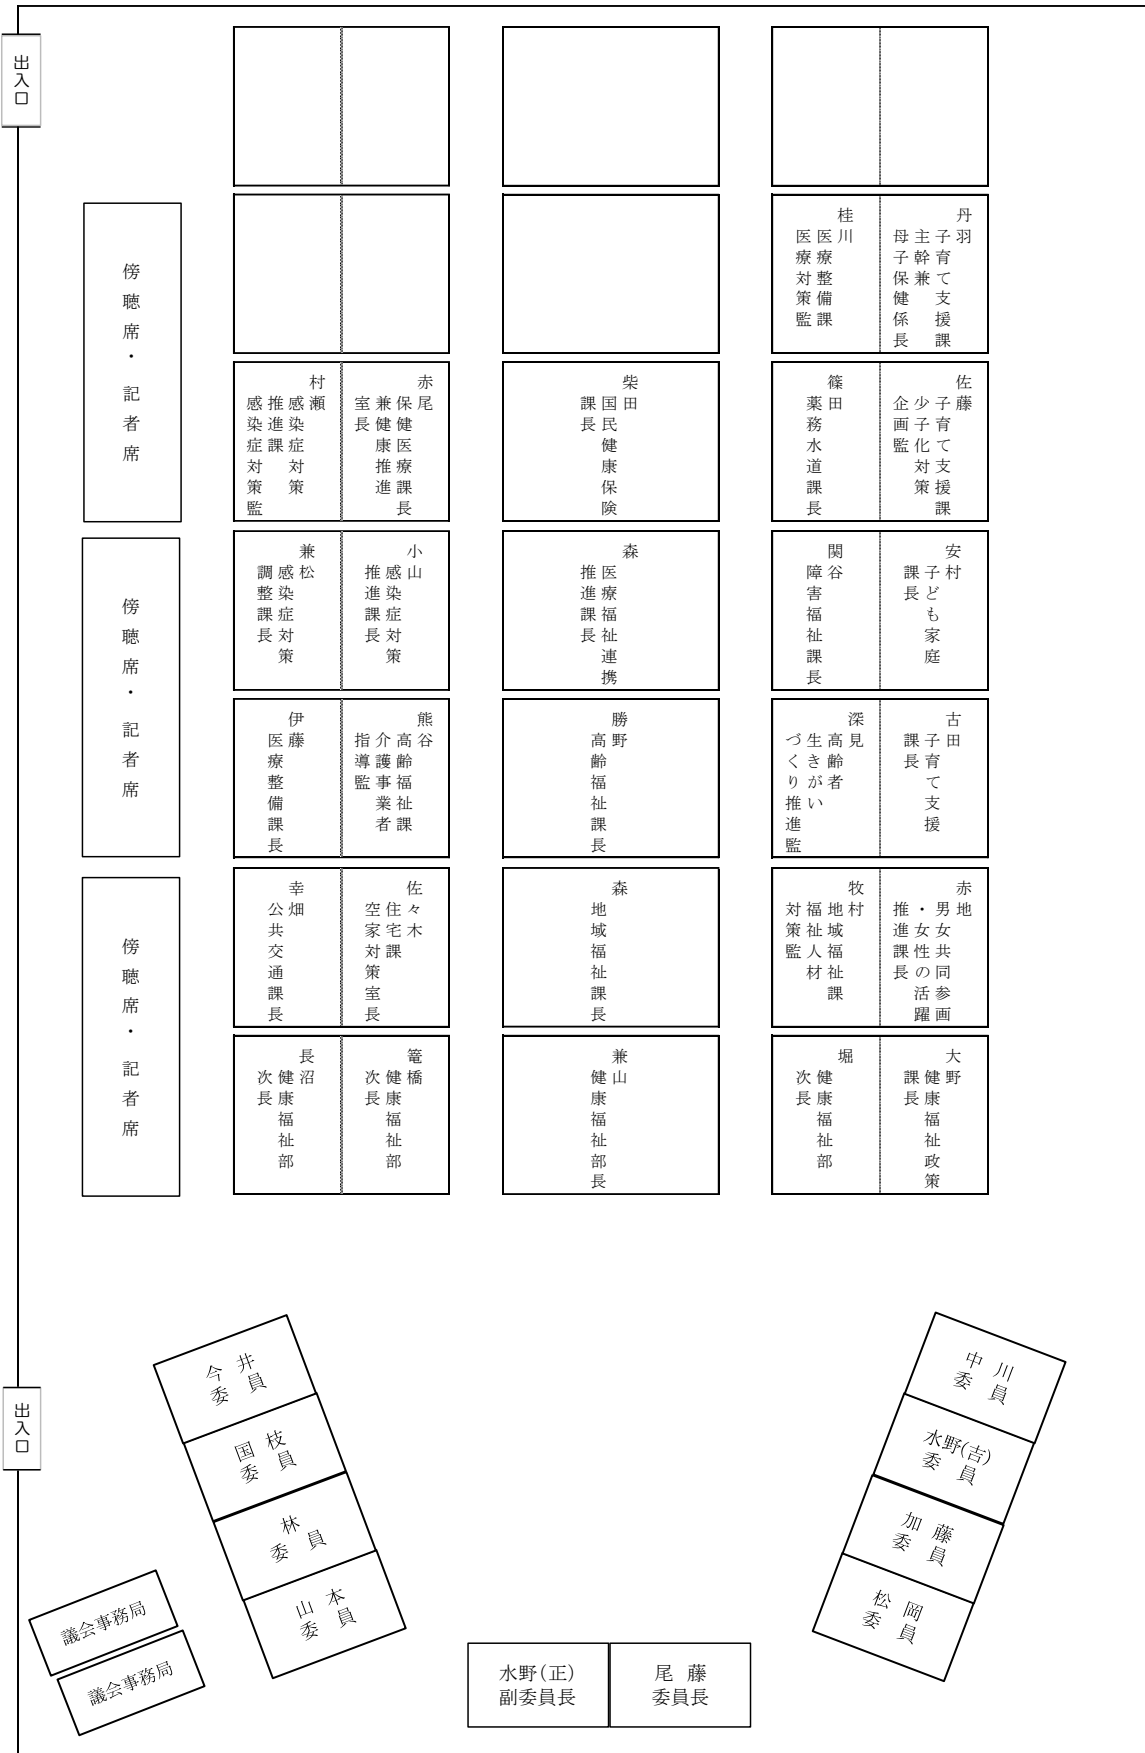 出入口
丹羽
子育て支援課
主幹兼
母子保健係長
桂川
医療整備課
医療対策監
傍聴席・記者席
佐藤
子育て支援課
少子化対策
企画監
篠田
薬務水道課長
柴田
国民健康保険
課長
赤尾
保健医療課長
兼健康推進
室長
村瀬
感染症対策
推進課
感染症対策監
安村
子ども家庭
課長
関谷
障害福祉課長
森
医療福祉連携
推進課長
小山
感染症対策
推進課長
兼松
感染症対策
調整課長
傍聴席・記者席
古田
子育て支援
課長
深見
高齢者
生きがい
づくり推進監
勝野
高齢福祉課長
熊谷
高齢福祉課
介護事業者
指導監
伊藤
医療整備課長
赤地
男女共同参画
・女性の活躍
推進課長
牧村
地域福祉課
福祉人材
対策監
森
地域福祉課長
佐々木
住宅課
空家対策室長
幸畑
公共交通課長
傍聴席・記者席
大野
健康福祉政策
課長
堀
健康福祉部
次長
兼山
健康福祉部長
篭橋
健康福祉部
次長
長沼
健康福祉部
次長
出入口
今井
委員
国枝
委員
林
委員
山本
委員
中川
委員
水野(吉)
委員
加藤
委員
松岡
委員
議会事務局
議会事務局
水野(正)
副委員長
尾藤
委員長